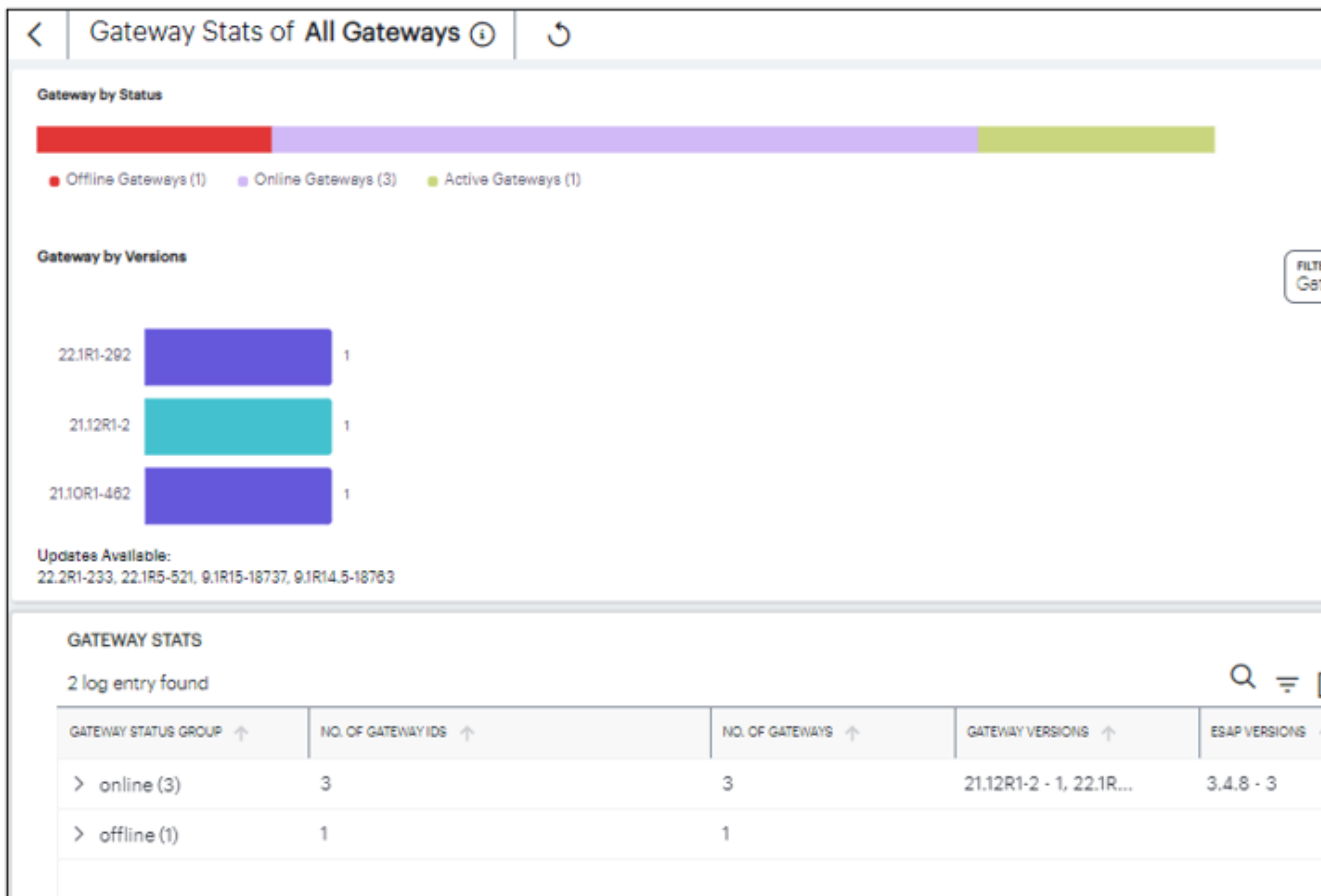 Gateway Stats of All Gateways
Gateway by Status
Offline Gateways (1) Online Gateways (3) Active Gateways (1)
Gateway by Versions
FILTE
Gat
22.1R1-292 1
21.12R1-2 1
21.10R1-462 1
Updates Available:
22.2R1-233, 22.1R5-521, 9.1R15-18737, 9.1R14.5-18763
GATEWAY STATS
2 log entry found
GATEWAY STATUS GROUP NO. OF GATEWAY IDS NO. OF GATEWAYS GATEWAY VERSIONS ESAP VERSIONS
online (3) 3 3 21.12R1-2 - 1, 22.1R... 3.4.8 - 3
offline (1) 1 1